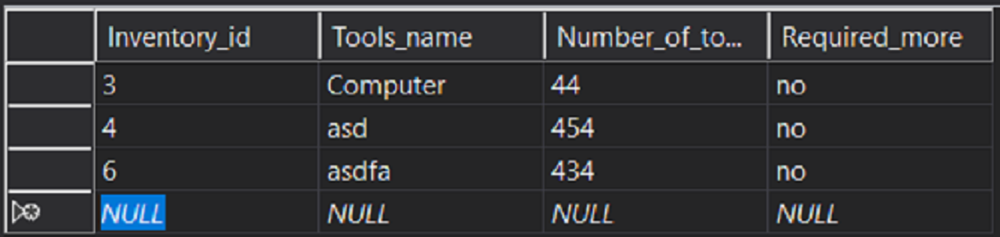 Inventory_id Tools_name Number_of_to... Required_more
3 Computer 44 no
4 asd 454 no
6 asdfa 434 no
NULL NULL NULL NULL